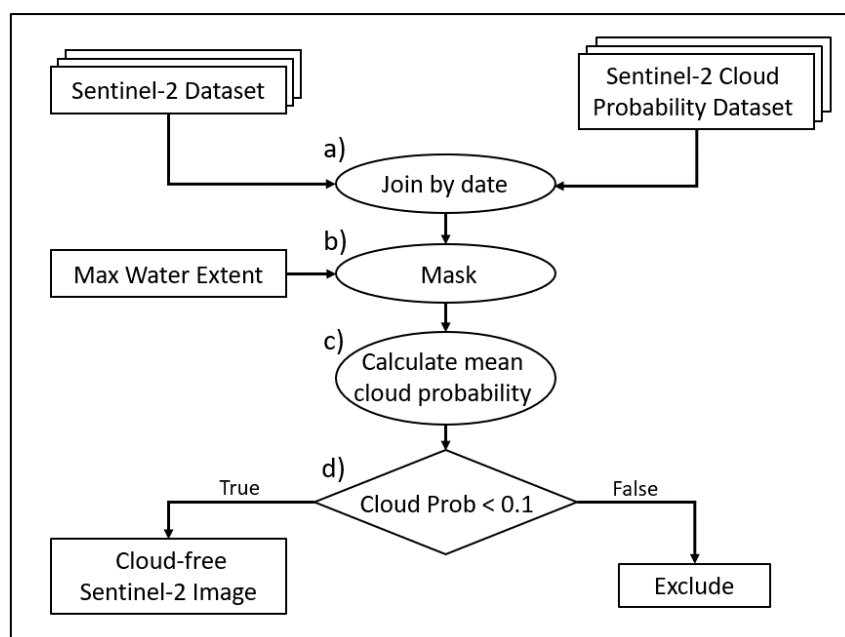 Sentinel-2 Dataset
Sentinel-2 Cloud
Probability Dataset
a)
Join by date
b)
Max Water Extent
Mask
c)
Calculate mean
cloud probability
d)
True
Cloud Prob < 0.1
False
Cloud-free
Sentinel-2 Image
Exclude